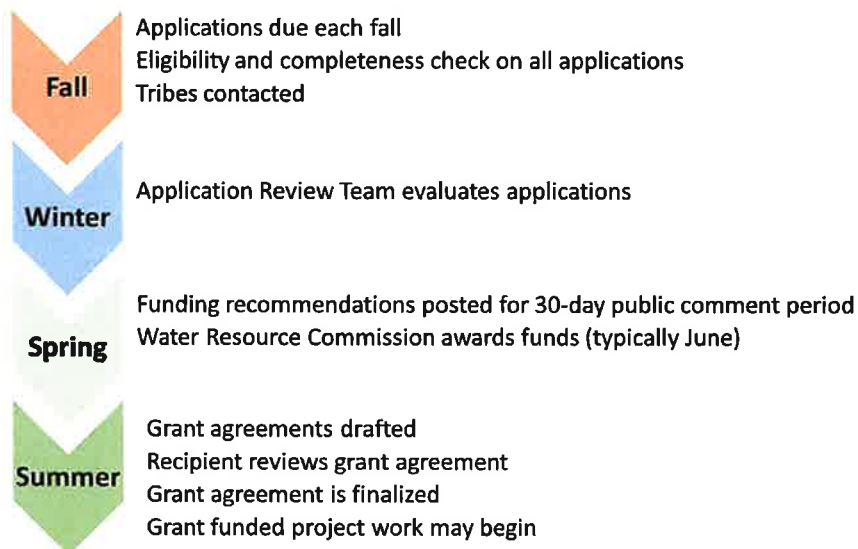 Fall
Applications due each fall
Eligibility and completeness check on all applications
Tribes contacted
Winter
Application Review Team evaluates applications
Spring
Funding recommendations posted for 30-day public comment period
Water Resource Commission awards funds (typically June)
Summer
Grant agreements drafted
Recipient reviews grant agreement
Grant agreement is finalized
Grant funded project work may begin